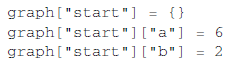 graph["start"] = {}
graph["start"]["a"] = 6
graph["start"]["b"] = 2